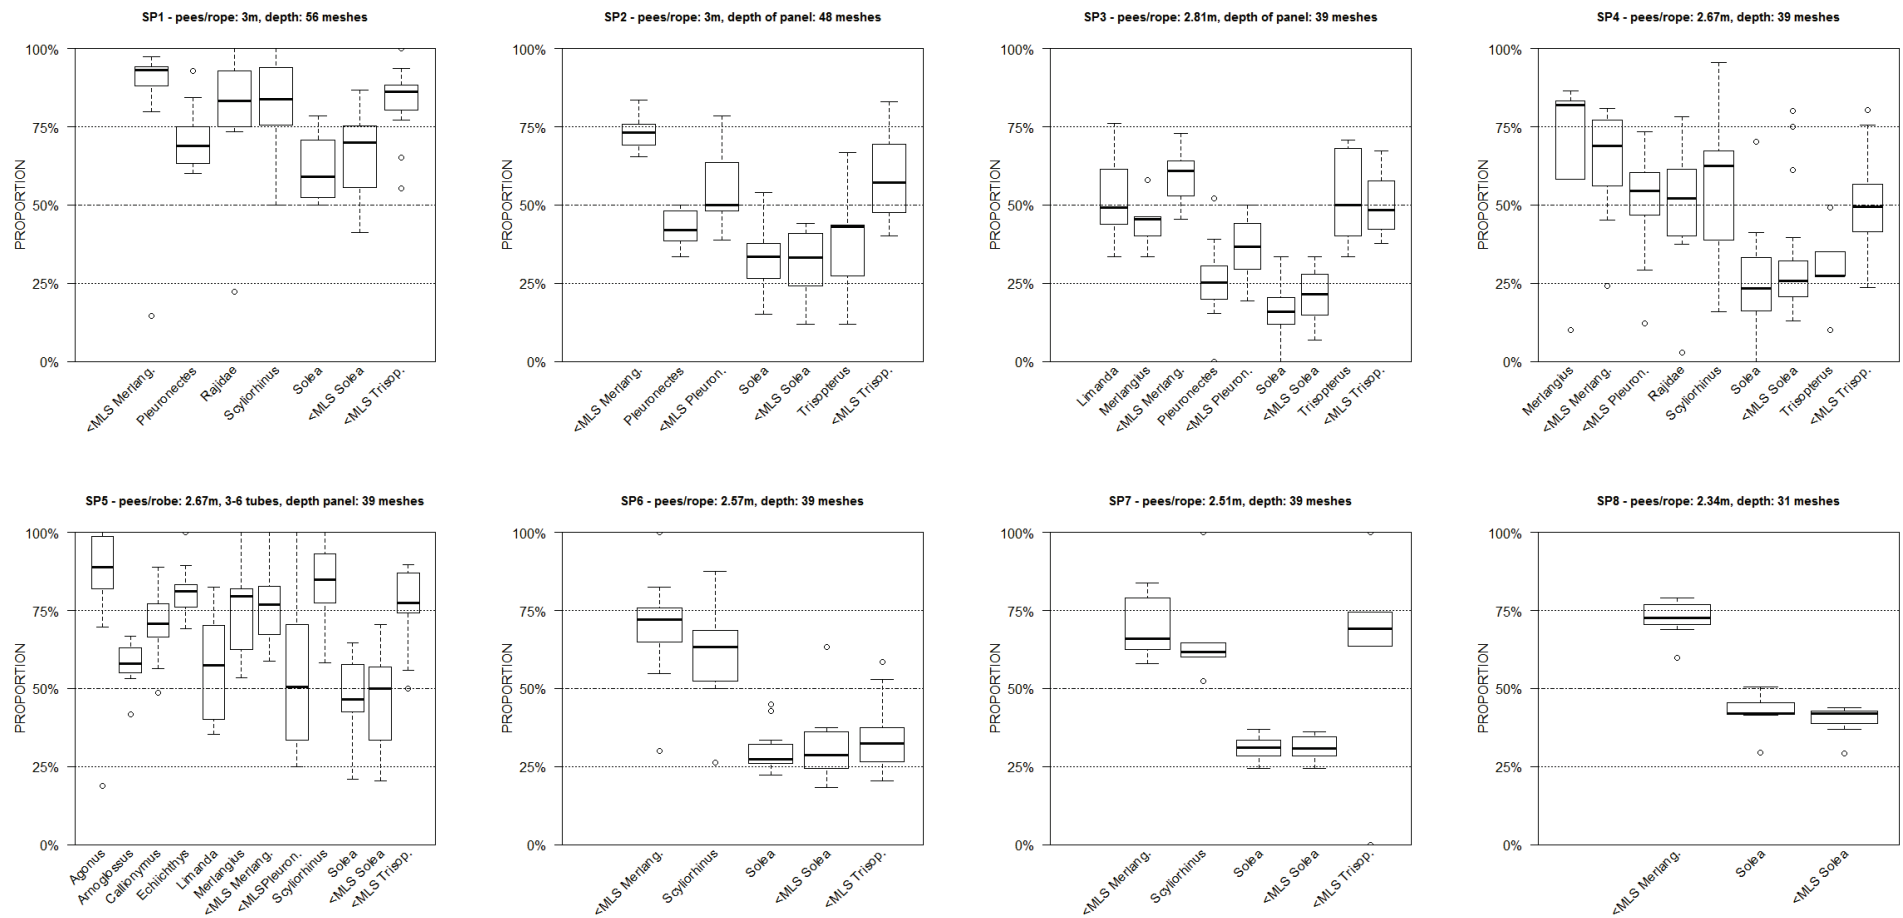 SP1 - pees/rope: 3m, depth: 56 meshes
100%
75%
50%
25%
0%
PROPORTION
<MLS Merlang.
Pleuronectes
Rajidae
Scyliorhinus
Solea
<MLS Solea
<MLS Trisop.
SP2 - pees/rope: 3m, depth of panel: 48 meshes
100%
75%
50%
25%
0%
PROPORTION
<MLS Merlang.
Pleuronectes
<MLS Pleuron.
Solea
<MLS Solea
Trisopterus
<MLS Trisop.
SP3 - pees/rope: 2.81m, depth of panel: 39 meshes
100%
75%
50%
25%
0%
PROPORTION
Limanda
Merlangius
<MLS Merlang.
Pleuronectes
<MLS Pleuron.
Solea
<MLS Solea
Trisopterus
<MLS Trisop.
SP4 - pees/rope: 2.67m, depth: 39 meshes
100%
75%
50%
25%
0%
PROPORTION
Merlangius
<MLS Merlang.
<MLS Pleuron.
Rajidae
Scyliorhinus
Solea
<MLS Solea
Trisopterus
<MLS Trisop.
SP5 - pees/robe: 2.67m, 3-6 tubes, depth panel: 39 meshes
100%
75%
50%
25%
0%
PROPORTION
Agonus
Arnoglossus
Callionymus
Echiichthys
Limanda
Merlangius
<MLS Merlang.
<MLSPleuron.
Scyliorhinus
Solea
<MLS Solea
<MLS Trisop.
SP6 - pees/rope: 2.57m, depth: 39 meshes
100%
75%
50%
25%
0%
PROPORTION
<MLS Merlang.
Scyliorhinus
Solea
<MLS Solea
<MLS Trisop.
SP7 - pees/rope: 2.51m, depth: 39 meshes
100%
75%
50%
25%
0%
PROPORTION
<MLS Merlang.
Scyliorhinus
Solea
<MLS Solea
<MLS Trisop.
SP8 - pees/rope: 2.34m, depth: 31 meshes
100%
75%
50%
25%
0%
PROPORTION
<MLS Merlang.
Solea
<MLS Solea